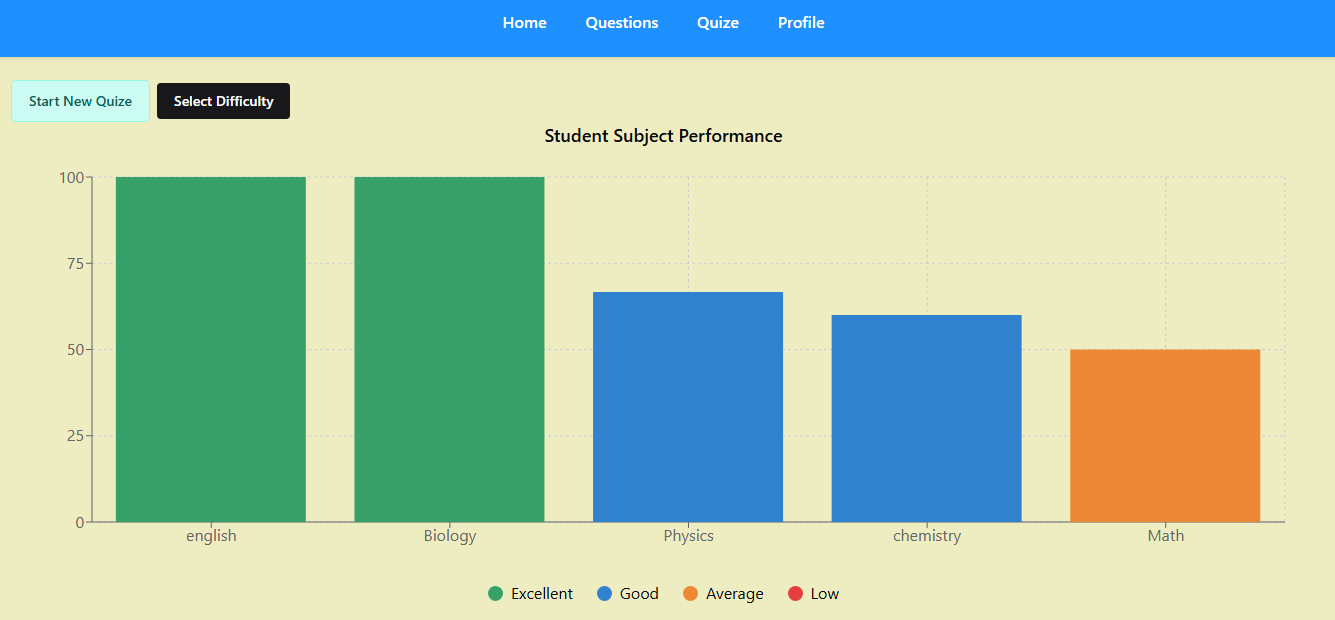 Home Questions Quize Profile
Start New Quize Select Difficulty
Student Subject Performance
100
75
50
25
0
english Biology Physics chemistry Math
Excellent Good Average Low